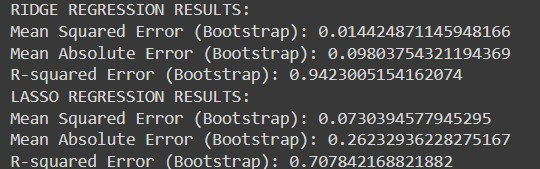 RIDGE REGRESSION RESULTS:
Mean Squared Error (Bootstrap): 0.014424871145948166
Mean Absolute Error (Bootstrap): 0.09803754321194369
R-squared Error (Bootstrap): 0.9423005154162074
LASSO REGRESSION RESULTS:
Mean Squared Error (Bootstrap): 0.0730394577945295
Mean Absolute Error (Bootstrap): 0.26232936228275167
R-squared Error (Bootstrap): 0.707842168821882